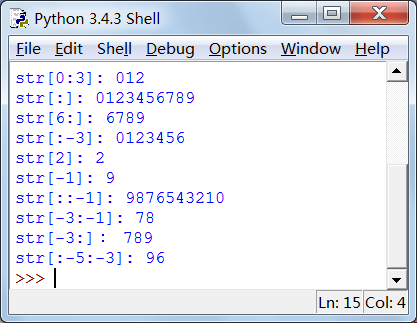 Python 3.4.3 Shell
File Edit Shell Debug Options Window Help
str[0:3]: 012
str[:]: 0123456789
str[6:]: 6789
str[:-3]: 0123456
str[2]: 2
str[-1]: 9
str[::-1]: 9876543210
str[-3:-1]: 78
str[-3:]: 789
str[:-5:-3]: 96
>>>
Ln: 15 Col: 4